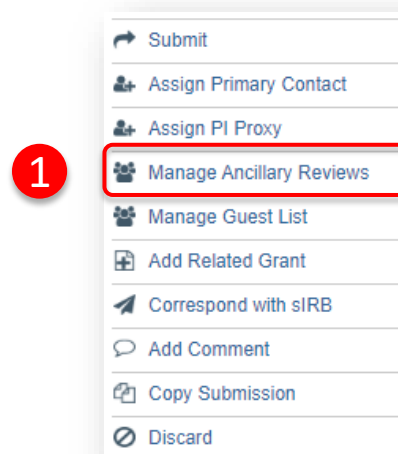 Submit
Assign Primary Contact
Assign PI Proxy
1 Manage Ancillary Reviews
Manage Guest List
Add Related Grant
Correspond with sIRB
Add Comment
Copy Submission
Discard